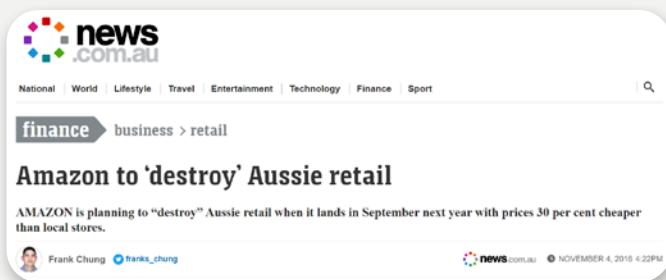 news
.com.au
National World Lifestyle Travel Entertainment Technology Finance Sport
finance business > retail
Amazon to ‘destroy’ Aussie retail
AMAZON is planning to “destroy” Aussie retail when it lands in September next year with prices 30 per cent cheaper
than local stores.
Frank Chung franks_chung news.com.au NOVEMBER 4, 2016 4:22PM